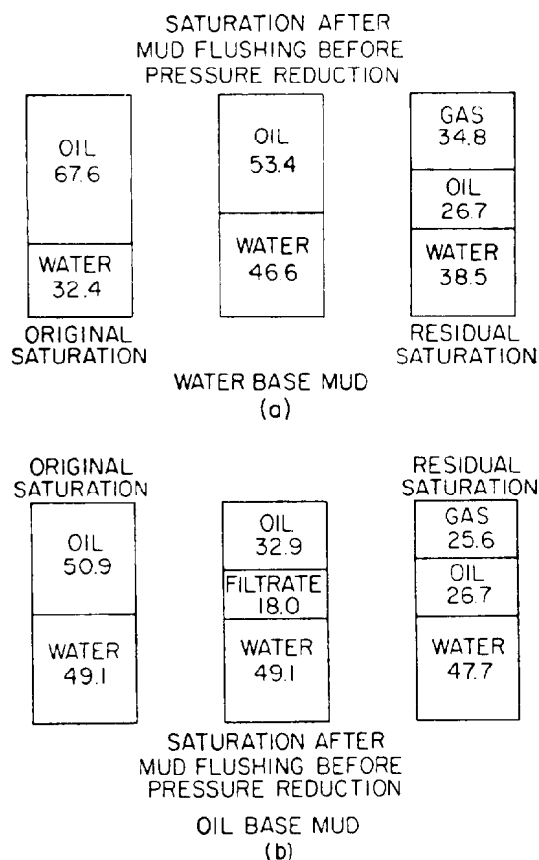 SATURATION AFTER
MUD FLUSHING BEFORE
PRESSURE REDUCTION
OIL
67.6
WATER
32.4
ORIGINAL
SATURATION
OIL
53.4
WATER
46.6
GAS
34.8
OIL
26.7
WATER
38.5
RESIDUAL
SATURATION
WATER BASE MUD
(a)
ORIGINAL
SATURATION
OIL
50.9
WATER
49.1
OIL
32.9
FILTRATE
18.0
WATER
49.1
RESIDUAL
SATURATION
GAS
25.6
OIL
26.7
WATER
47.7
SATURATION AFTER
MUD FLUSHING BEFORE
PRESSURE REDUCTION
OIL BASE MUD
(b)